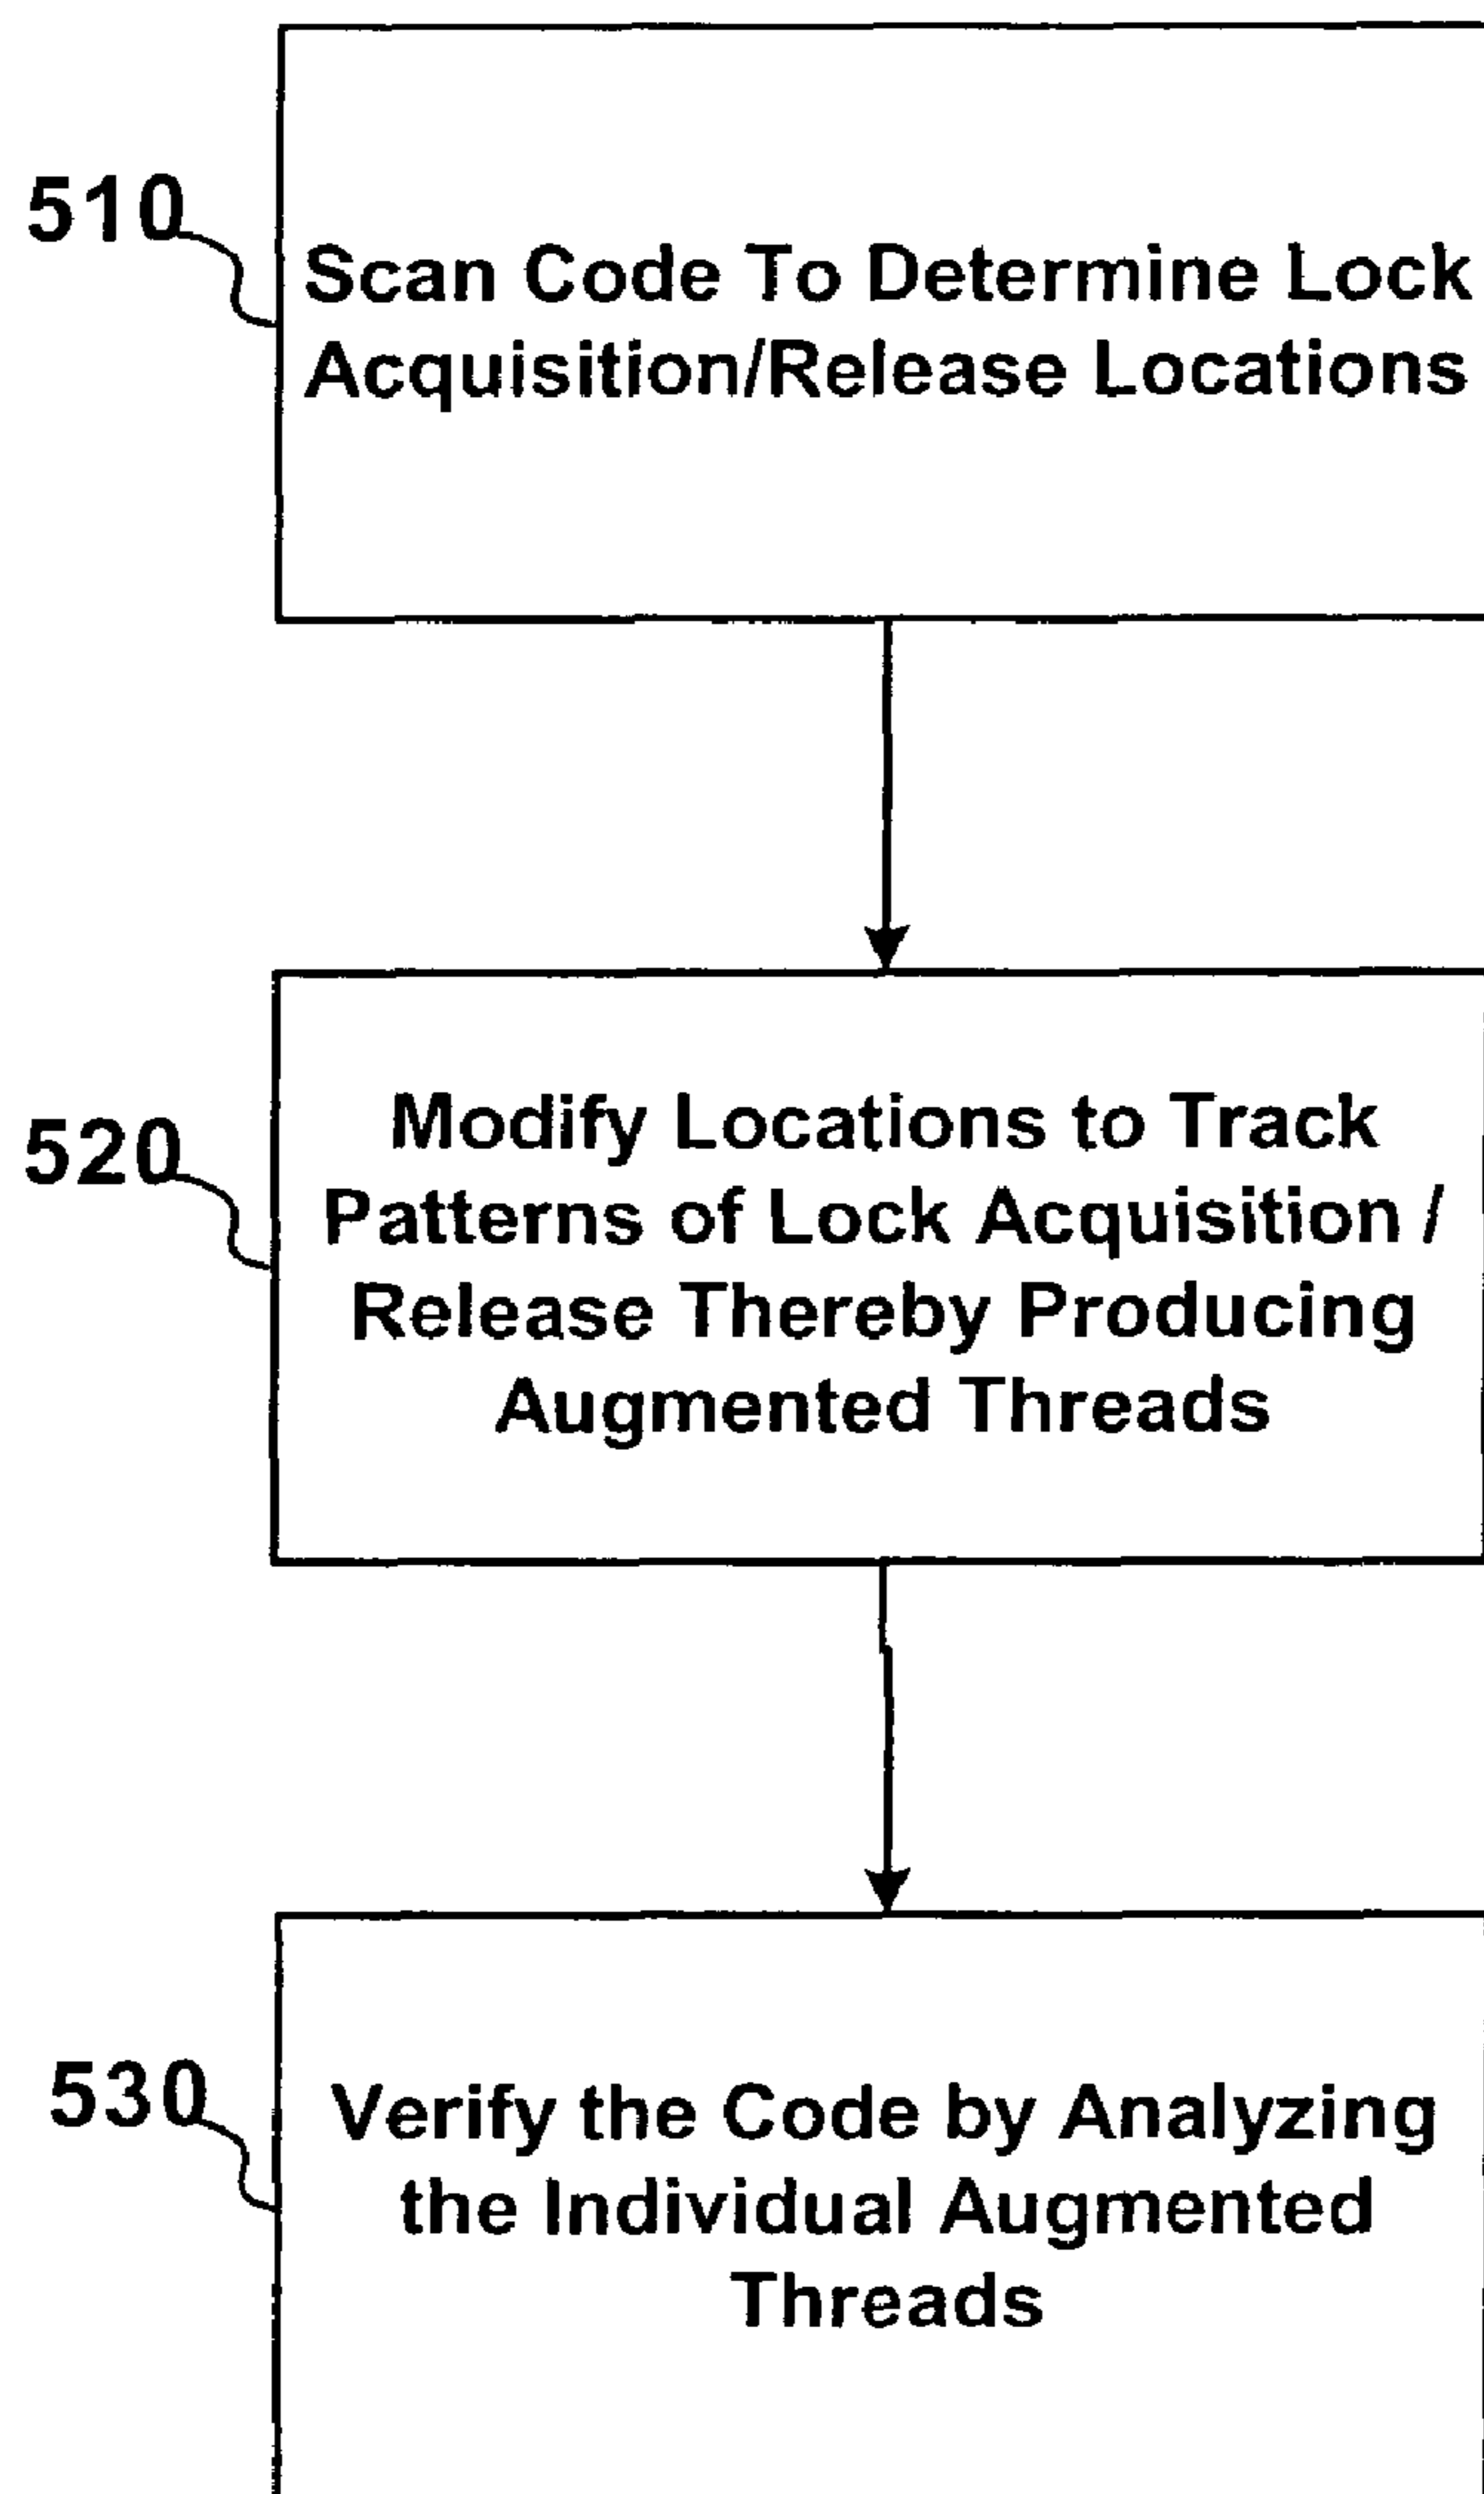 510
Scan Code To Determine Lock
Acquisition/Release Locations
520
Modify Locations to Track
Patterns of Lock Acquisition /
Release Thereby Producing
Augmented Threads
530
Verify the Code by Analyzing
the Individual Augmented
Threads